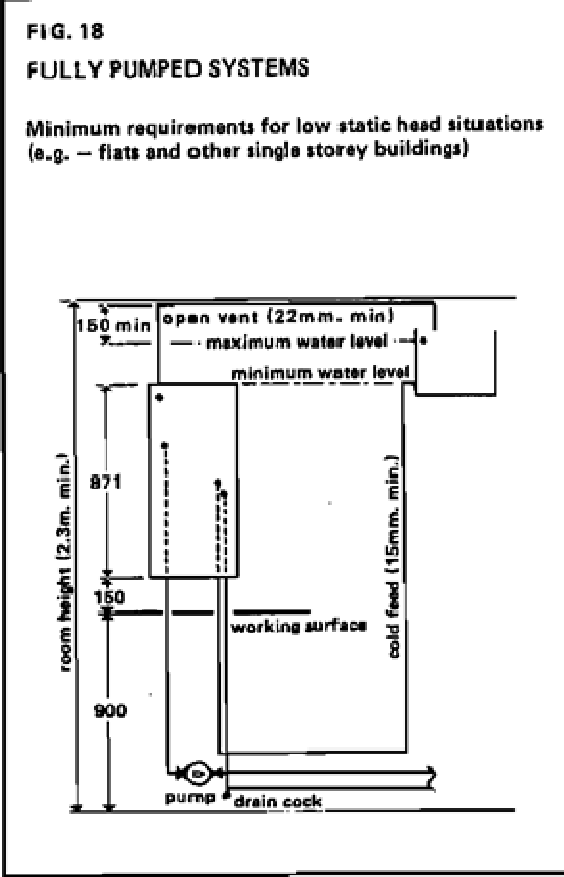 FIG. 18
FULLY PUMPED SYSTEMS
Minimum requirements for low static head situations
(e.g. — flats and other single storey buildings)
150 min
open vent (22mm. min)
maximum water level
minimum water level
871
room height (2.3m. min.)
cold feed (15mm. min.)
150
working surface
900
pump
drain cock